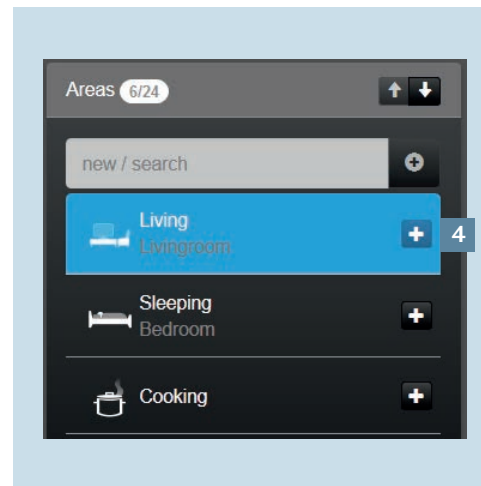 Areas 6/24
new / search
Living
Livingroom
4
Sleeping
Bedroom
Cooking